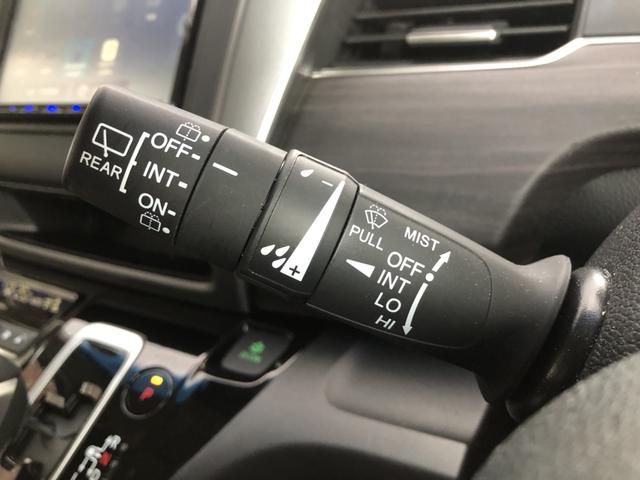 REAR
OFF-
INT-
ON-
-
+
PULL
MIST
OFF
INT
LO
HI
P